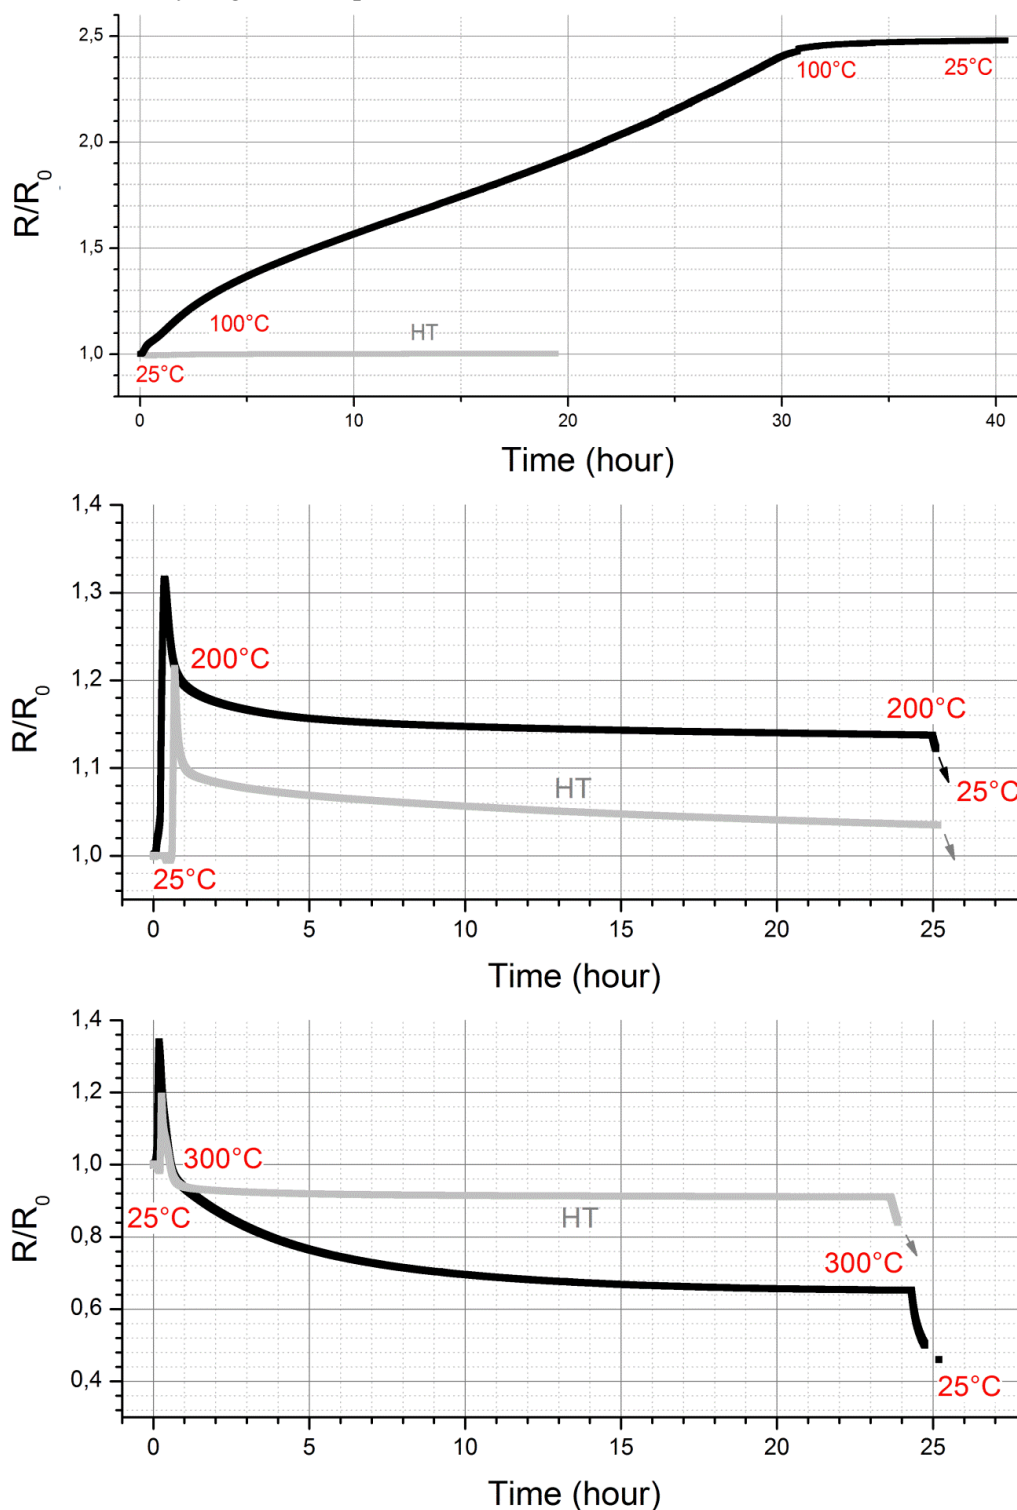 2,5
100°C 25°C
2,0
R/R0
1,5
100°C HT
1,0
25°C
0 10 20 30 40
Time (hour)
1,4
1,3
200°C
1,2
200°C
R/R0
1,1
HT 25°C
1,0
25°C
0 5 10 15 20 25
Time (hour)
1,4
1,2
300°C
1,0
25°C HT
R/R0
0,8
300°C
0,6
0,4
25°C
0 5 10 15 20 25
Time (hour)